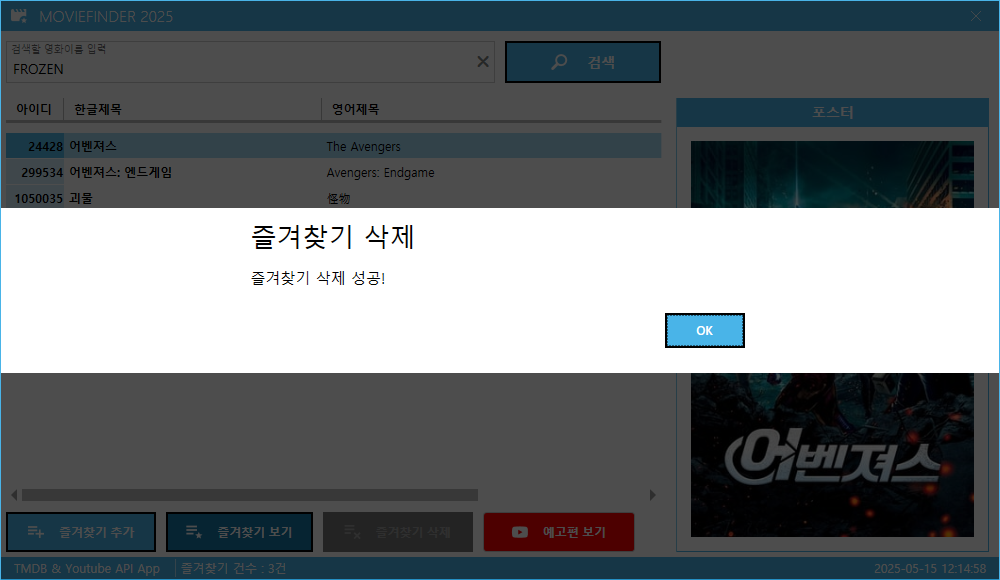 MOVIEFINDER 2025
검색할 영화이름 입력
FROZEN
검색
아이디 한글제목 영어제목
포스터
24428 어벤져스 The Avengers
299534 어벤져스: 엔드게임 Avengers: Endgame
1050035 괴물 怪物
즐겨찾기 삭제
즐겨찾기 삭제 성공!
OK
어벤져스
즐겨찾기 추가 즐겨찾기 보기 즐겨찾기 삭제 예고편 보기
TMDB & Youtube API App 즐겨찾기 건수 : 3건 2025-05-15 12:14:58